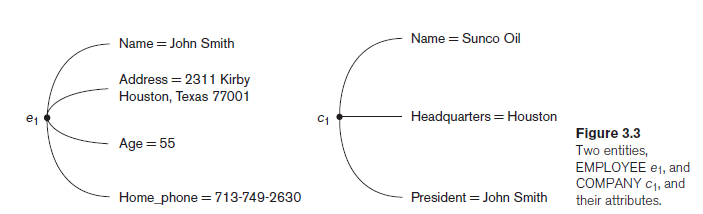 Name = John Smith
Address = 2311 Kirby
Houston, Texas 77001
e1
Age = 55
Home_phone = 713-749-2630
Name = Sunco Oil
c1
Headquarters = Houston
President = John Smith
Figure 3.3
Two entities,
EMPLOYEE e1, and
COMPANY c1, and
their attributes.